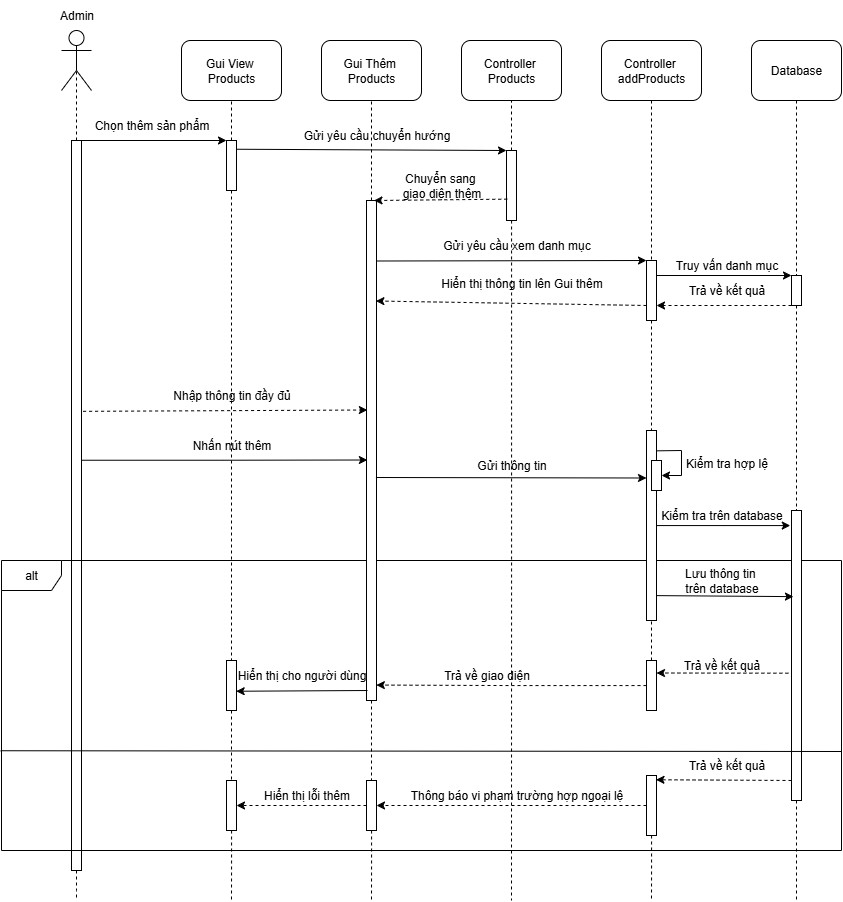 Admin
Gui View
Products
Gui Thêm
Products
Controller
Products
Controller
addProducts
Database
Chọn thêm sản phẩm
Gửi yêu cầu chuyển hướng
Chuyển sang
giao diện thêm
Gửi yêu cầu xem danh mục
Truy vấn danh mục
Hiển thị thông tin lên Gui thêm
Trả về kết quả
Nhập thông tin đầy đủ
Nhấn nút thêm
Gửi thông tin
Kiểm tra hợp lệ
Kiểm tra trên database
alt
Lưu thông tin
trên database
Trả về kết quả
Hiển thị cho người dùng
Trả về giao diện
Trả về kết quả
Hiển thị lỗi thêm
Thông báo vi phạm trường hợp ngoại lệ